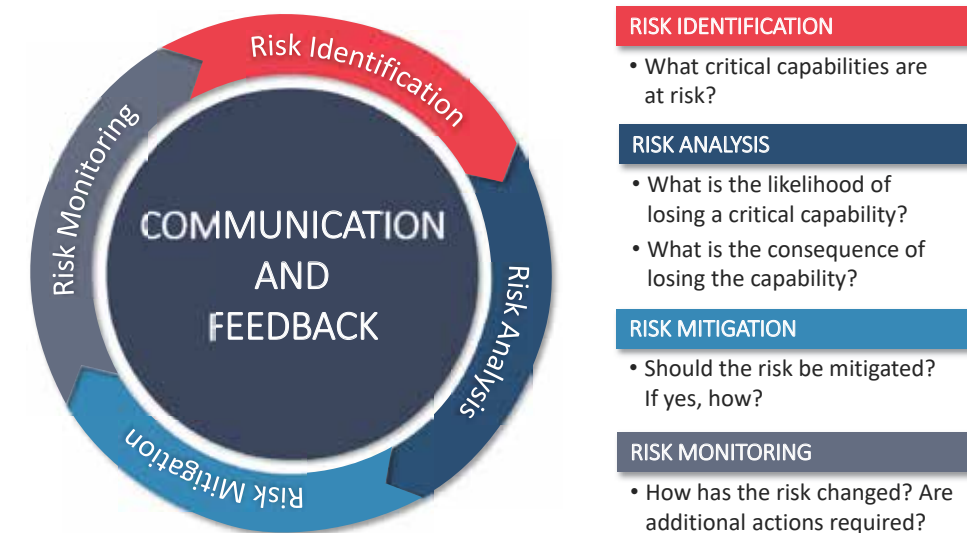 Risk Identification
Risk Analysis
Risk Mitigation
Risk Monitoring
COMMUNICATION
AND
FEEDBACK
RISK IDENTIFICATION
• What critical capabilities are
at risk?
RISK ANALYSIS
• What is the likelihood of
losing a critical capability?
• What is the consequence of
losing the capability?
RISK MITIGATION
• Should the risk be mitigated?
If yes, how?
RISK MONITORING
• How has the risk changed? Are
additional actions required?